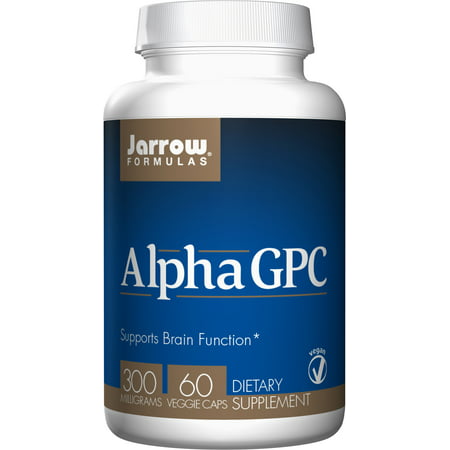 Jarrow®
FORMULAS
Alpha GPC
Supports Brain Function*
300 60 DIETARY
MILLIGRAMS VEGGIE CAPS SUPPLEMENT
vegan